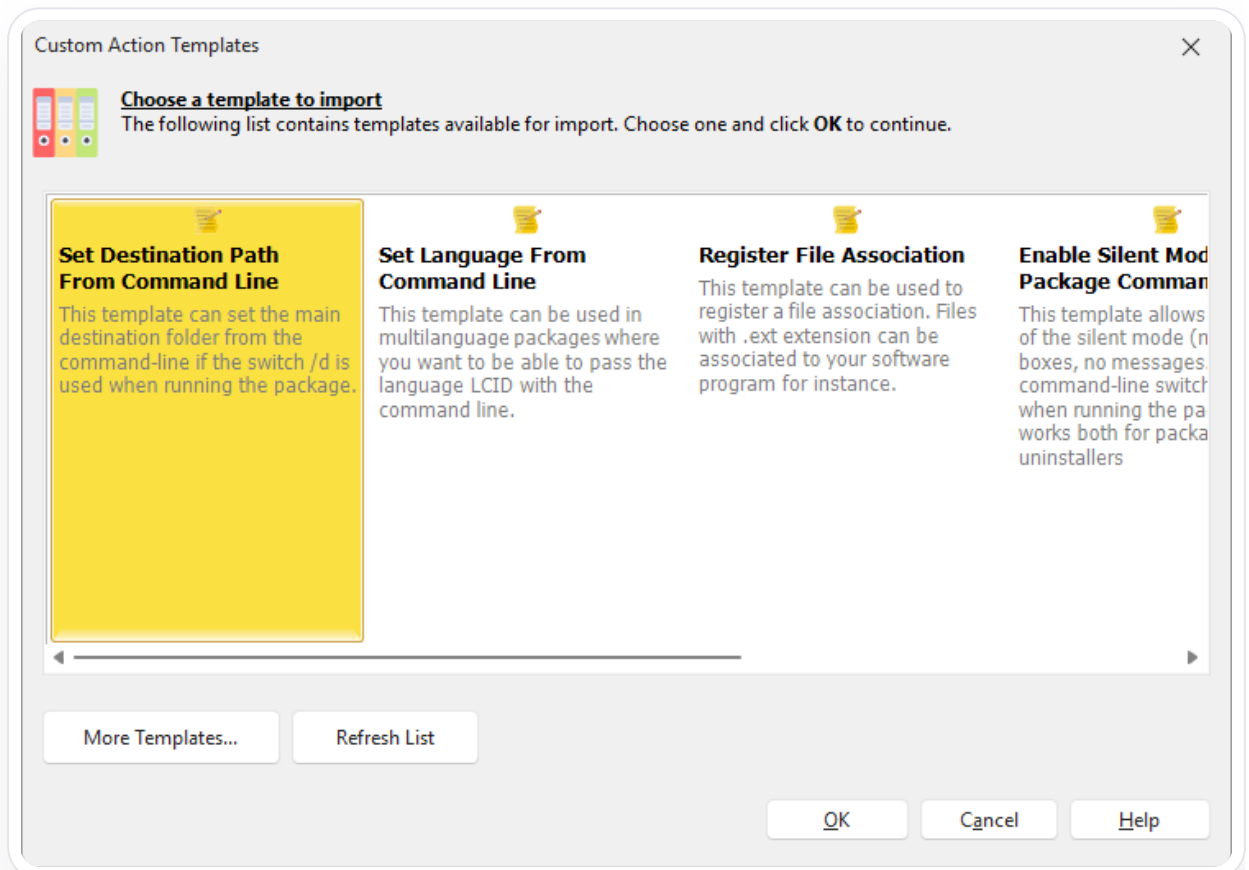 Custom Action Templates
Choose a template to import
The following list contains templates available for import. Choose one and click OK to continue.
Set Destination Path
From Command Line
This template can set the main
destination folder from the
command-line if the switch /d is
used when running the package.
Set Language From
Command Line
This template can be used in
multilanguage packages where
you want to be able to pass the
language LCID with the
command line.
Register File Association
This template can be used to
register a file association. Files
with .ext extension can be
associated to your software
program for instance.
Enable Silent Mod
Package Comman
This template allows
of the silent mode (n
boxes, no messages.
command-line switch
when running the pa
works both for packa
uninstallers
More Templates...
Refresh List
OK
Cancel
Help